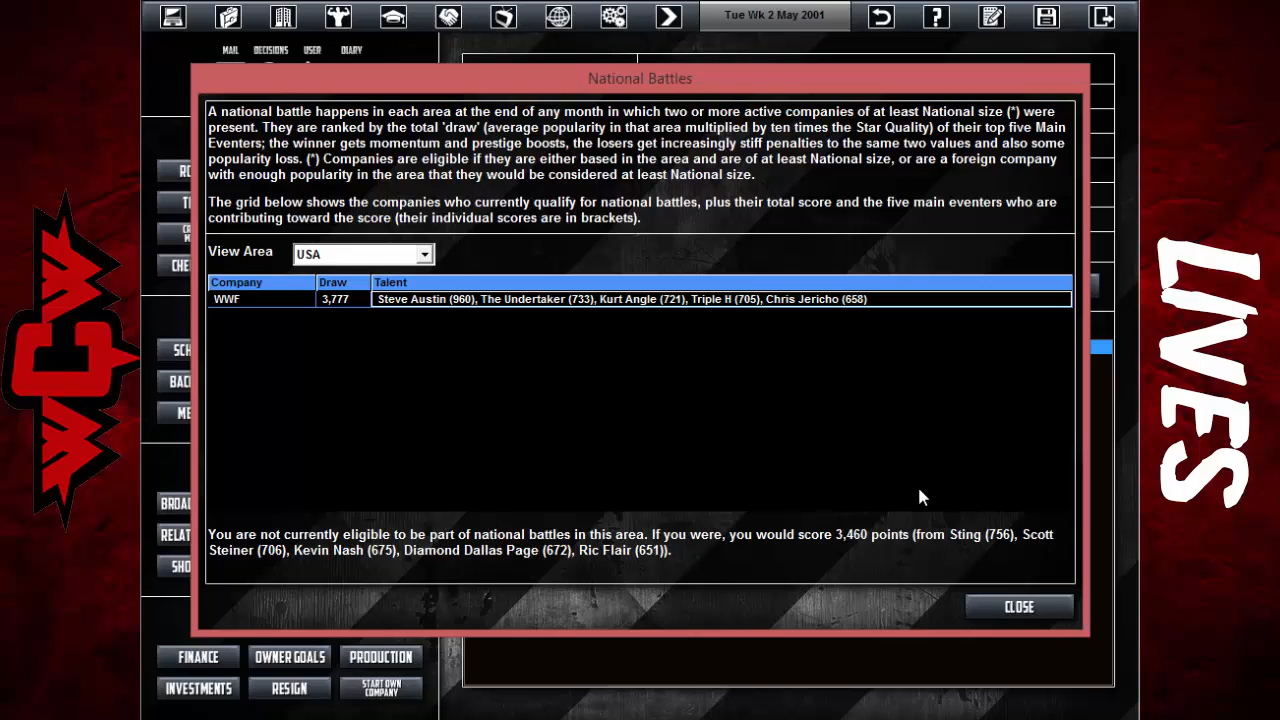 Tue Wk 2 May 2001
MAIL DECISIONS USER DIARY
National Battles
A national battle happens in each area at the end of any month in which two or more active companies of at least National size (*) were
present. They are ranked by the total 'draw' (average popularity in that area multiplied by ten times the Star Quality) of their top five Main
Eventers; the winner gets momentum and prestige boosts, the losers get increasingly stiff penalties to the same two values and also some
popularity loss. (*) Companies are eligible if they are either based in the area and are of at least National size, or are a foreign company
with enough popularity in the area that they would be considered at least National size.
The grid below shows the companies who currently qualify for national battles, plus their total score and the five main eventers who are
contributing toward the score (their individual scores are in brackets).
View Area USA
Company Draw Talent
WWF 3,777 Steve Austin (960), The Undertaker (733), Kurt Angle (721), Triple H (705), Chris Jericho (658)
You are not currently eligible to be part of national battles in this area. If you were, you would score 3,460 points (from Sting (756), Scott
Steiner (706), Kevin Nash (675), Diamond Dallas Page (672), Ric Flair (651)).
CLOSE
WCW
LIVES
FINANCE OWNER GOALS PRODUCTION
INVESTMENTS RESIGN START OWN
COMPANY